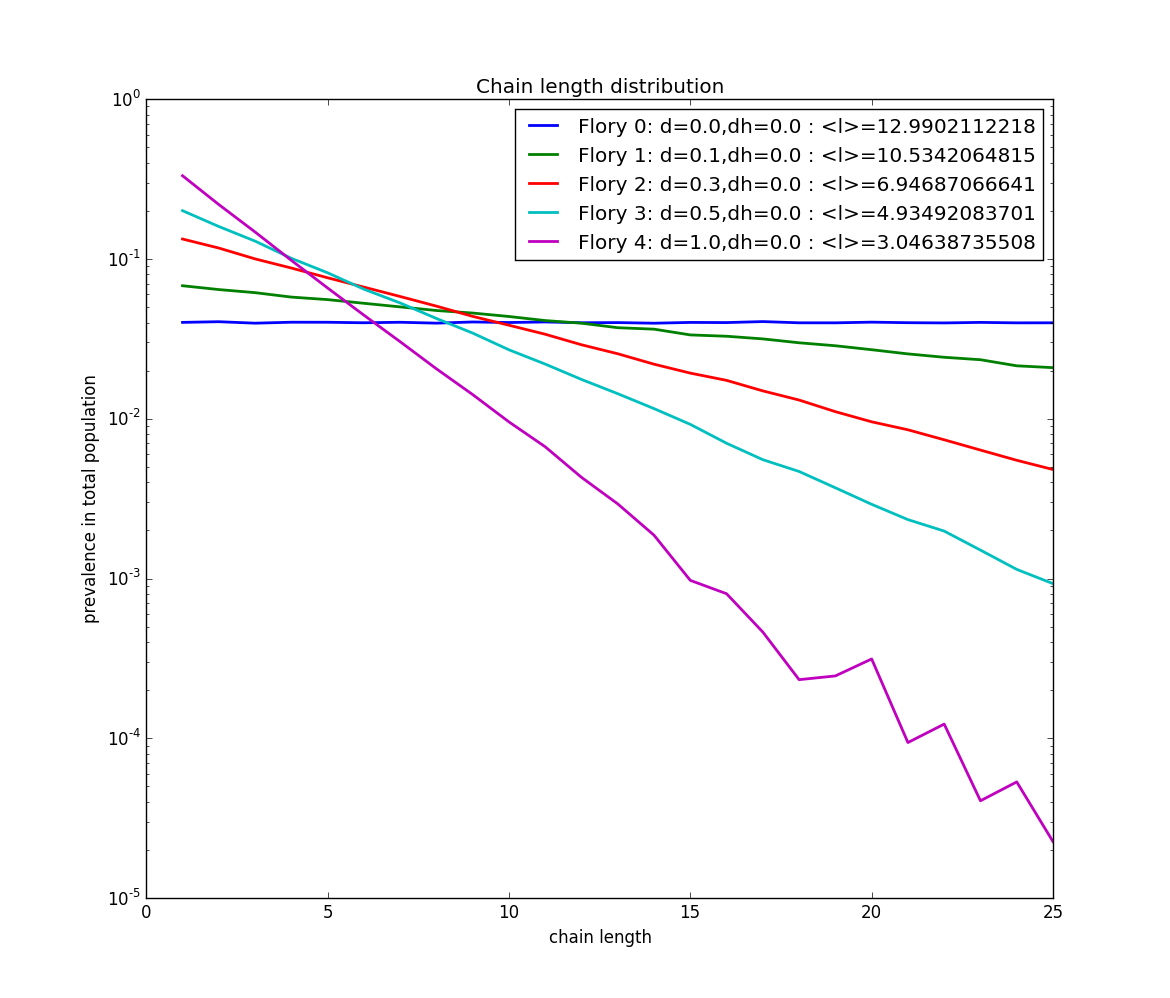 Chain length distribution
10^0
Flory 0: d=0.0,dh=0.0 : <l>=12.9902112218
Flory 1: d=0.1,dh=0.0 : <l>=10.5342064815
Flory 2: d=0.3,dh=0.0 : <l>=6.94687066641
Flory 3: d=0.5,dh=0.0 : <l>=4.93492083701
Flory 4: d=1.0,dh=0.0 : <l>=3.04638735508
10^-1
10^-2
prevalence in total population
10^-3
10^-4
10^-5
0 5 10 15 20 25
chain length